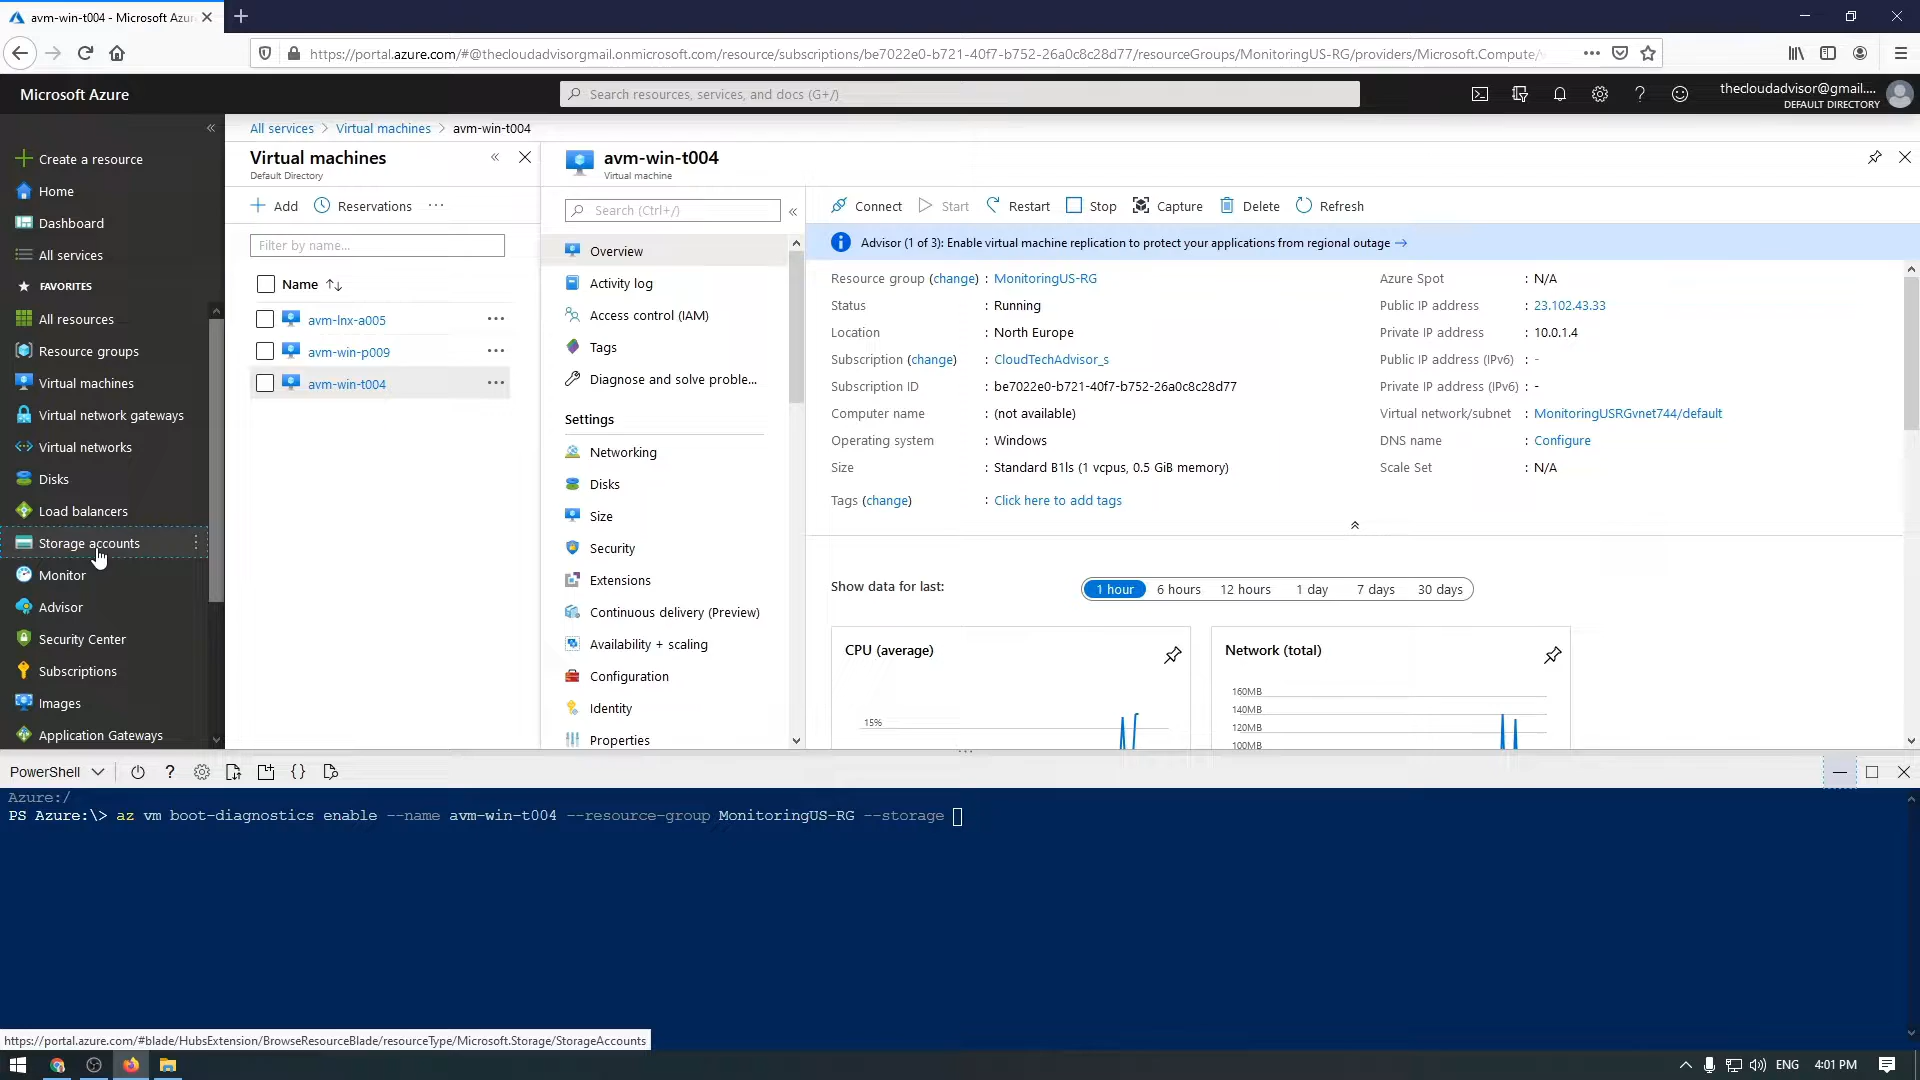 avm-win-t004 - Microsoft Azur
https://portal.azure.com/#@thecloudadvisorgmail.onmicrosoft.com/resource/subscriptions/be7022e0-b721-40f7-b752-26a0c8c28d77/resourceGroups/MonitoringUS-RG/providers/Microsoft.Compute/
Microsoft Azure
Search resources, services, and docs (G+/)
thecloudadvisor@gmail....
DEFAULT DIRECTORY
Create a resource
Home
Dashboard
All services
FAVORITES
All resources
Resource groups
Virtual machines
Virtual network gateways
Virtual networks
Disks
Load balancers
Storage accounts
Monitor
Advisor
Security Center
Subscriptions
Images
Application Gateways
All services > Virtual machines > avm-win-t004
Virtual machines
Default Directory
Add Reservations ...
Filter by name...
Name
avm-lnx-a005 ...
avm-win-p009 ...
avm-win-t004 ...
avm-win-t004
Virtual machine
Search (Ctrl+/)
Overview
Activity log
Access control (IAM)
Tags
Diagnose and solve proble...
Settings
Networking
Disks
Size
Security
Extensions
Continuous delivery (Preview)
Availability + scaling
Configuration
Identity
Properties
Connect Start Restart Stop Capture Delete Refresh
Advisor (1 of 3): Enable virtual machine replication to protect your applications from regional outage →
Resource group (change) : MonitoringUS-RG
Status : Running
Location : North Europe
Subscription (change) : CloudTechAdvisor_s
Subscription ID : be7022e0-b721-40f7-b752-26a0c8c28d77
Computer name : (not available)
Operating system : Windows
Size : Standard B1ls (1 vcpus, 0.5 GiB memory)
Tags (change) : Click here to add tags
Azure Spot : N/A
Public IP address : 23.102.43.33
Private IP address : 10.0.1.4
Public IP address (IPv6) : -
Private IP address (IPv6) : -
Virtual network/subnet : MonitoringUSRGvnet744/default
DNS name : Configure
Scale Set : N/A
Show data for last: 1 hour 6 hours 12 hours 1 day 7 days 30 days
CPU (average)
15%
Network (total)
160MB
140MB
120MB
100MB
PowerShell ? {}
Azure:/
PS Azure:\> az vm boot-diagnostics enable --name avm-win-t004 --resource-group MonitoringUS-RG --storage
https://portal.azure.com/#blade/HubsExtension/BrowseResourceBlade/resourceType/Microsoft.Storage/StorageAccounts
ENG 4:01 PM